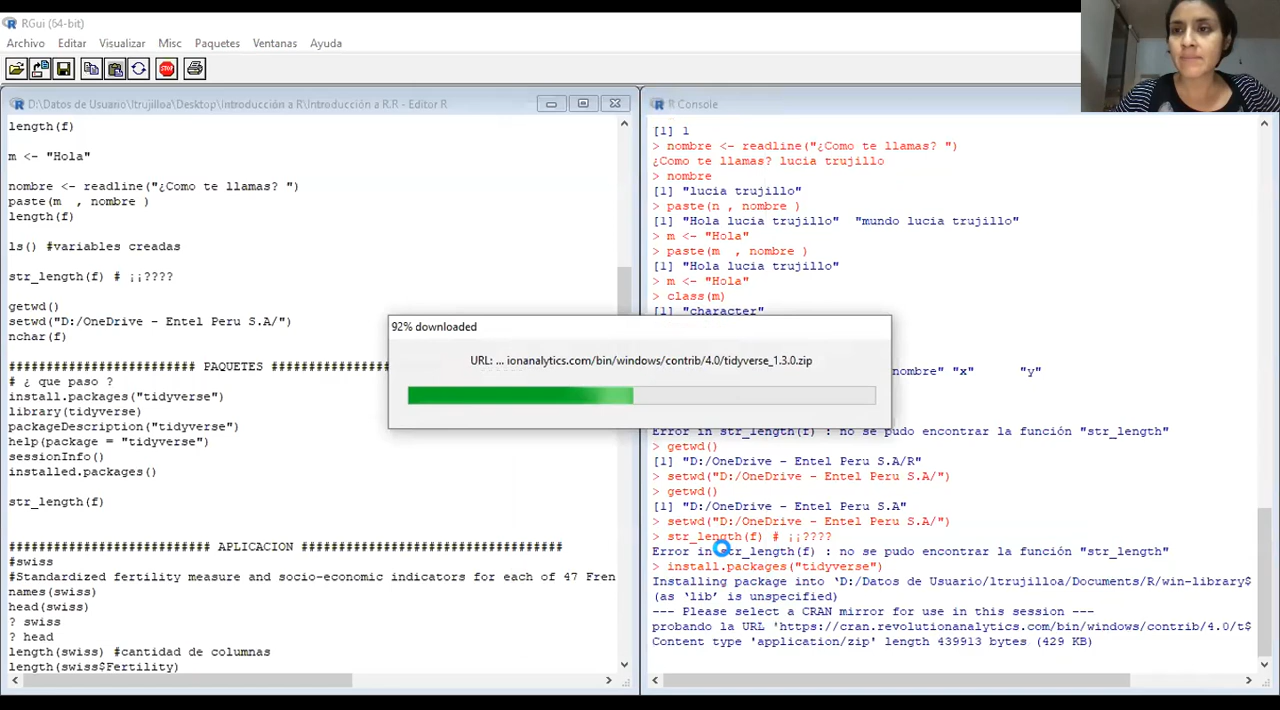 RGui (64-bit)
Archivo Editar Visualizar Misc Paquetes Ventanas Ayuda
STOP
D:\Datos de Usuario\ltrujilloa\Desktop\Introducción a R\Introducción a R.R - Editor R
length(f)
m <- "Hola"
nombre <- readline("¿Como te llamas? ")
paste(m  , nombre )
length(f)
ls() #variables creadas
str_length(f) # ¡¡????
getwd()
setwd("D:/OneDrive - Entel Peru S.A/")
nchar(f)
######################### PAQUETES
# ¿ que paso ?
install.packages("tidyverse")
library(tidyverse)
packageDescription("tidyverse")
help(package = "tidyverse")
sessionInfo()
installed.packages()
str_length(f)
######################### APLICACION ##############################
#swiss
#Standardized fertility measure and socio-economic indicators for each of 47 Fren
names(swiss)
head(swiss)
? swiss
? head
length(swiss) #cantidad de columnas
length(swiss$Fertility)
92% downloaded
URL: ... ionanalytics.com/bin/windows/contrib/4.0/tidyverse_1.3.0.zip
R Console
[1] 1
> nombre <- readline("¿Como te llamas? ")
¿Como te llamas? lucia trujillo
> nombre
[1] "lucia trujillo"
> paste(n , nombre )
[1] "Hola lucia trujillo"  "mundo lucia trujillo"
> m <- "Hola"
> paste(m  , nombre )
[1] "Hola lucia trujillo"
> m <- "Hola"
> class(m)
[1] "character"
nombre" "x"      "y"
Error in str_length(f) : no se pudo encontrar la función "str_length"
> getwd()
[1] "D:/OneDrive - Entel Peru S.A/R"
> setwd("D:/OneDrive - Entel Peru S.A/")
> getwd()
[1] "D:/OneDrive - Entel Peru S.A"
> setwd("D:/OneDrive - Entel Peru S.A/")
> str_length(f) # ¡¡????
Error in str_length(f) : no se pudo encontrar la función "str_length"
> install.packages("tidyverse")
Installing package into ‘D:/Datos de Usuario/ltrujilloa/Documents/R/win-library$
(as ‘lib’ is unspecified)
--- Please select a CRAN mirror for use in this session ---
probando la URL 'https://cran.revolutionanalytics.com/bin/windows/contrib/4.0/t$
Content type 'application/zip' length 439913 bytes (429 KB)